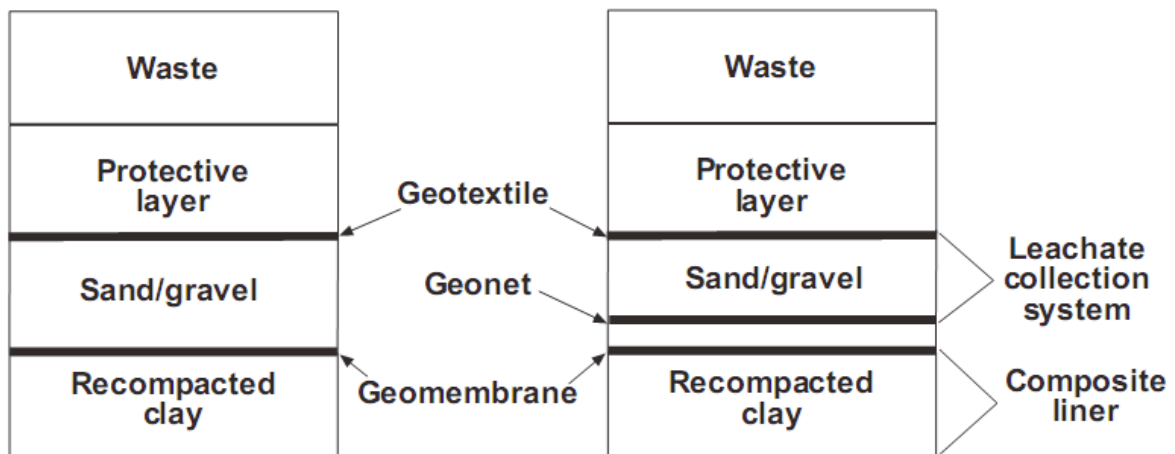 Waste
Waste
Protective
layer
Protective
layer
Geotextile
Sand/gravel
Geonet
Sand/gravel
Leachate
collection
system
Recompacted
clay
Geomembrane
Recompacted
clay
Composite
liner